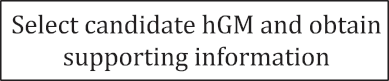 Select candidate hGM and obtain
supporting information